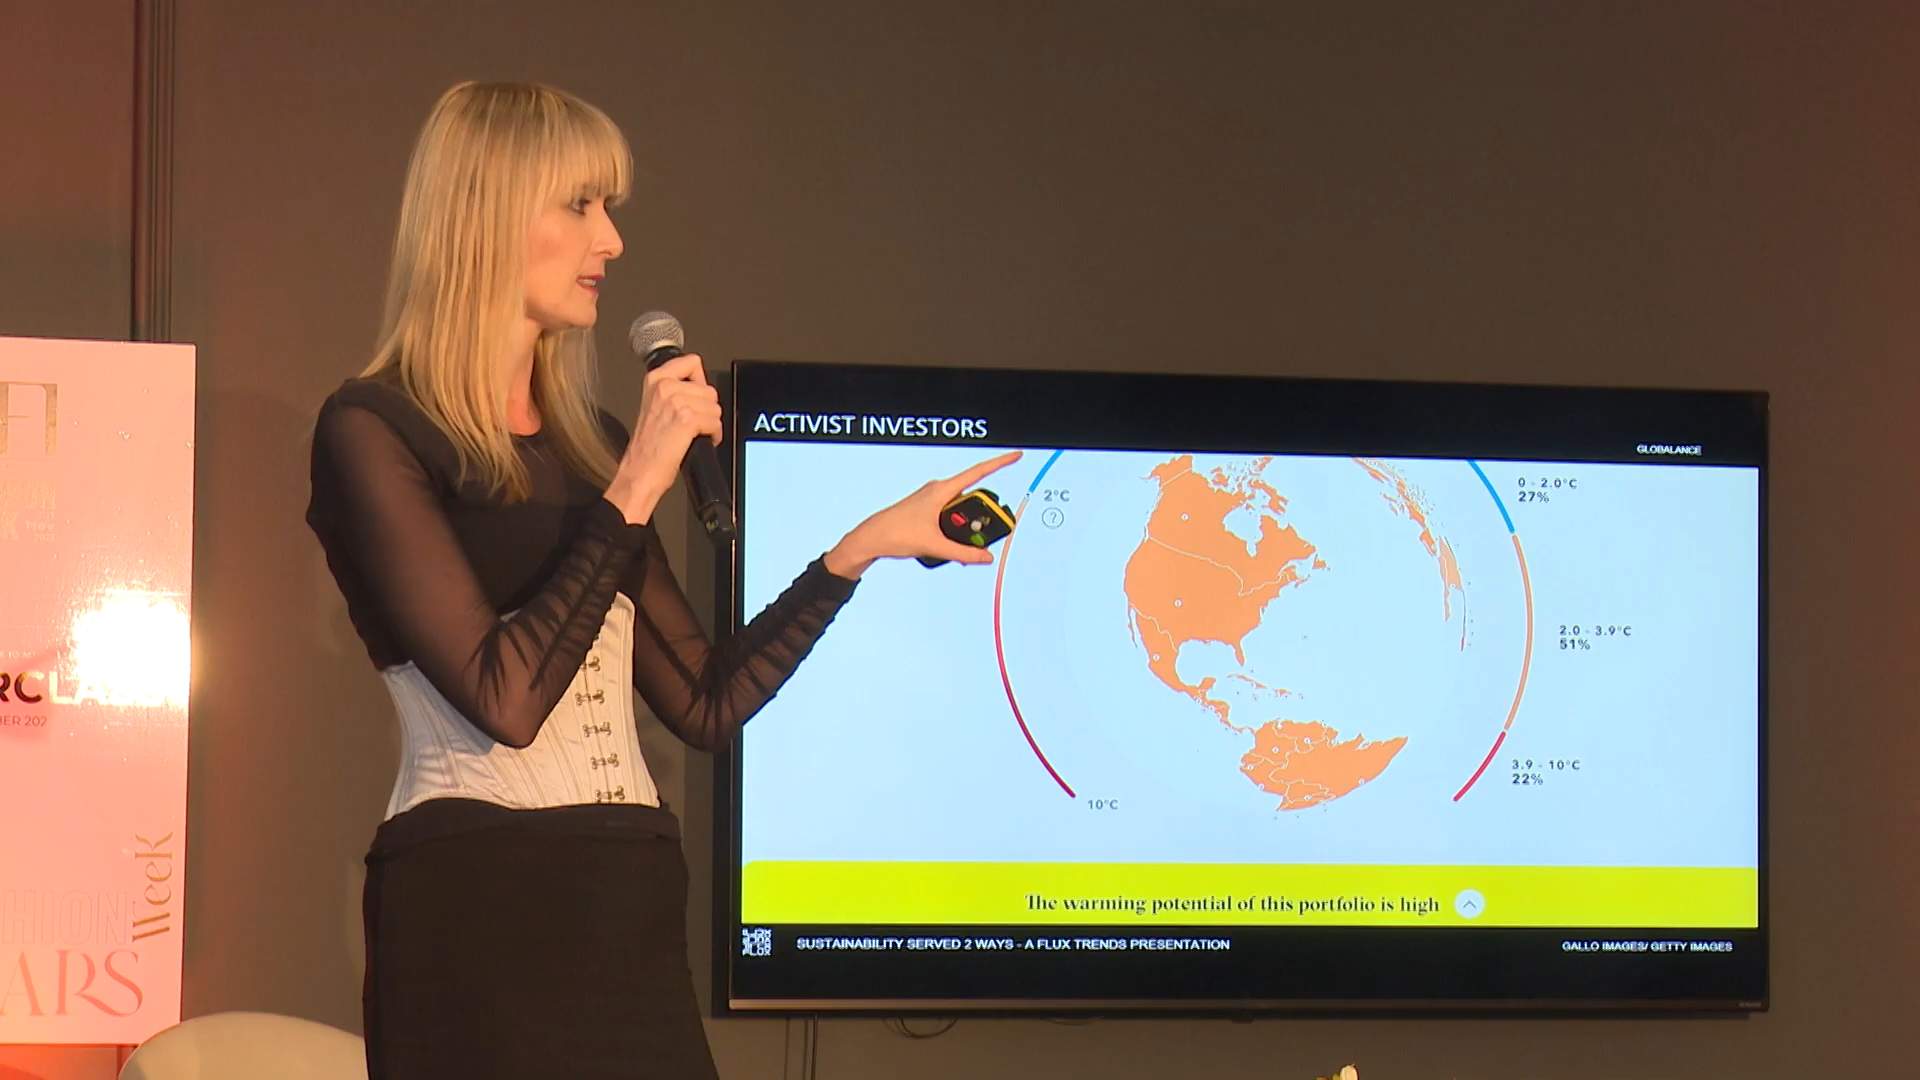 ACTIVIST INVESTORS
GLOBALANCE
2°C
?
0 - 2.0°C
27%
2.0 - 3.9°C
51%
3.9 - 10°C
22%
10°C
The warming potential of this portfolio is high
SUSTAINABILITY SERVED 2 WAYS - A FLUX TRENDS PRESENTATION
GALLO IMAGES/ GETTY IMAGES
FLUX
Nov
Week